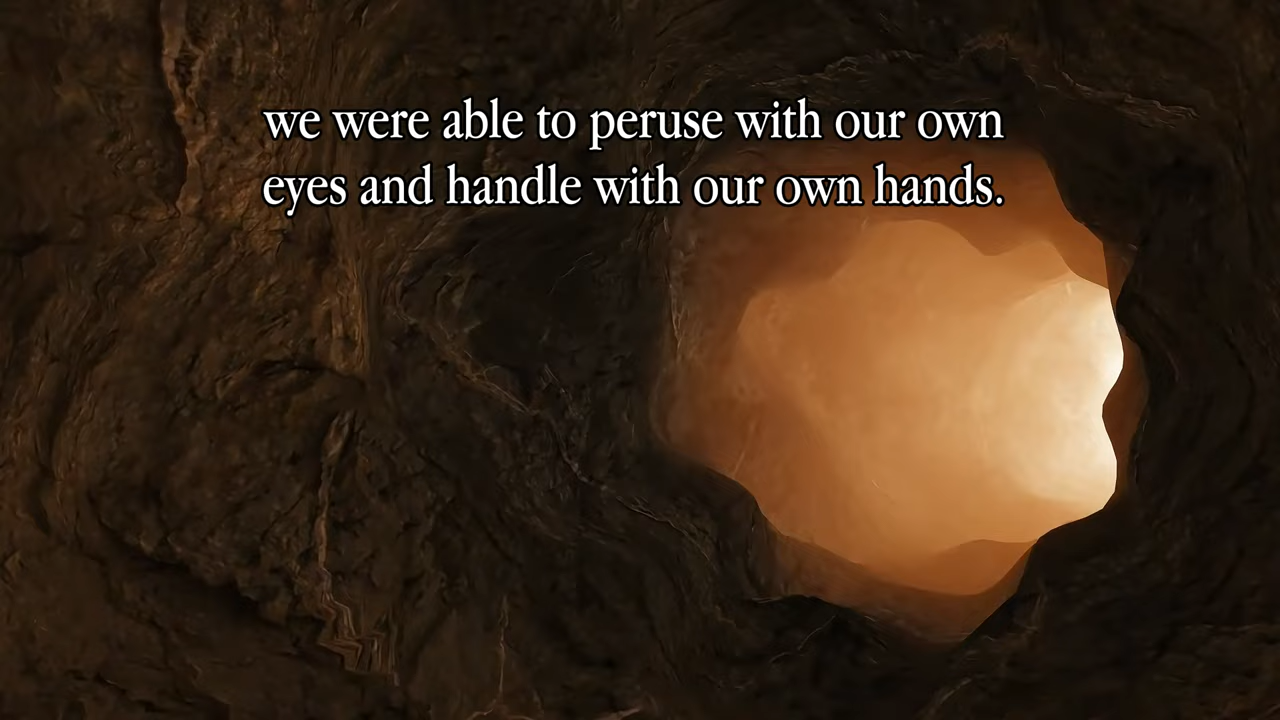 we were able to peruse with our own
eyes and handle with our own hands.